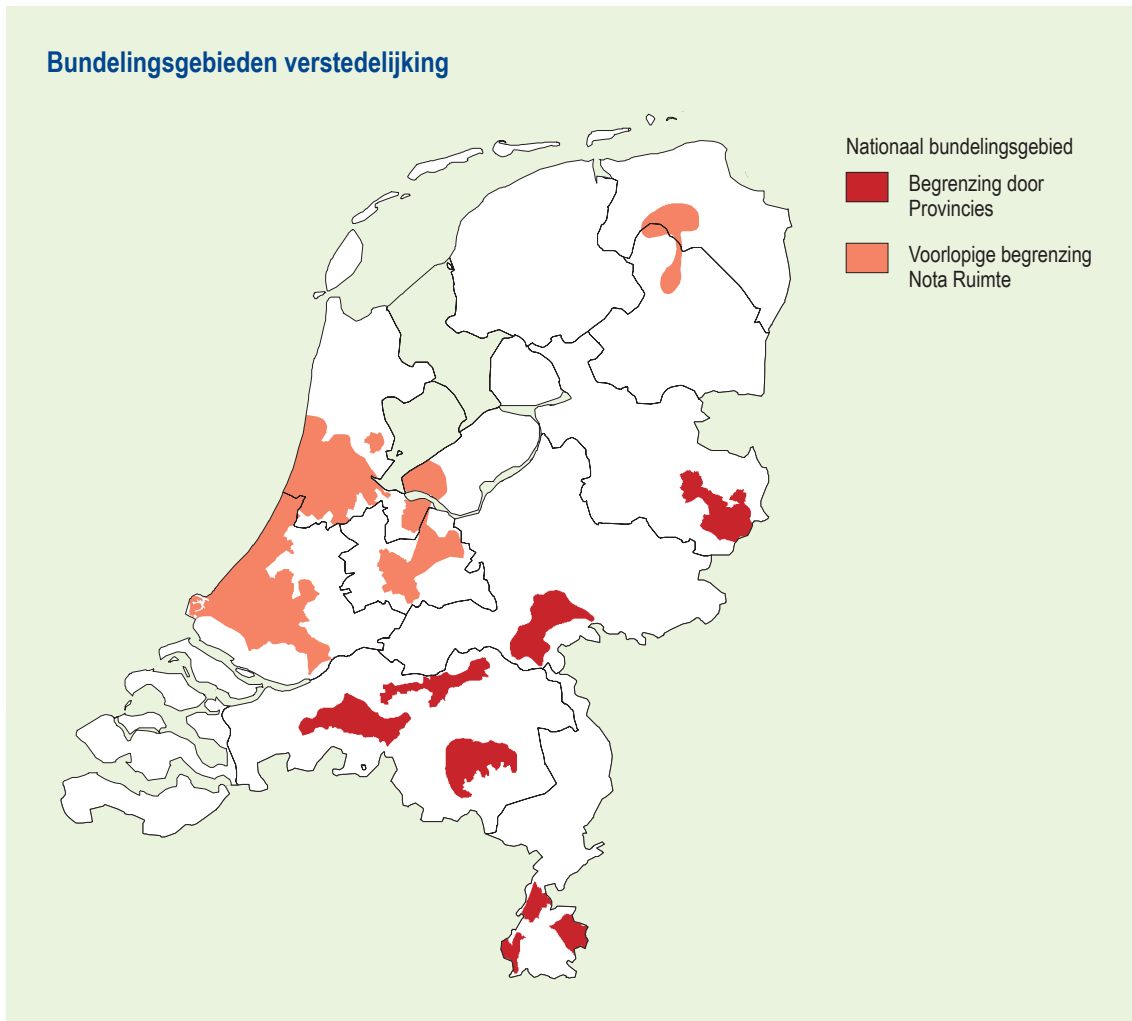 Bundelingsgebieden verstedelijking
Nationaal bundelingsgebied
Begrenzing door
Provincies
Voorlopige begrenzing
Nota Ruimte